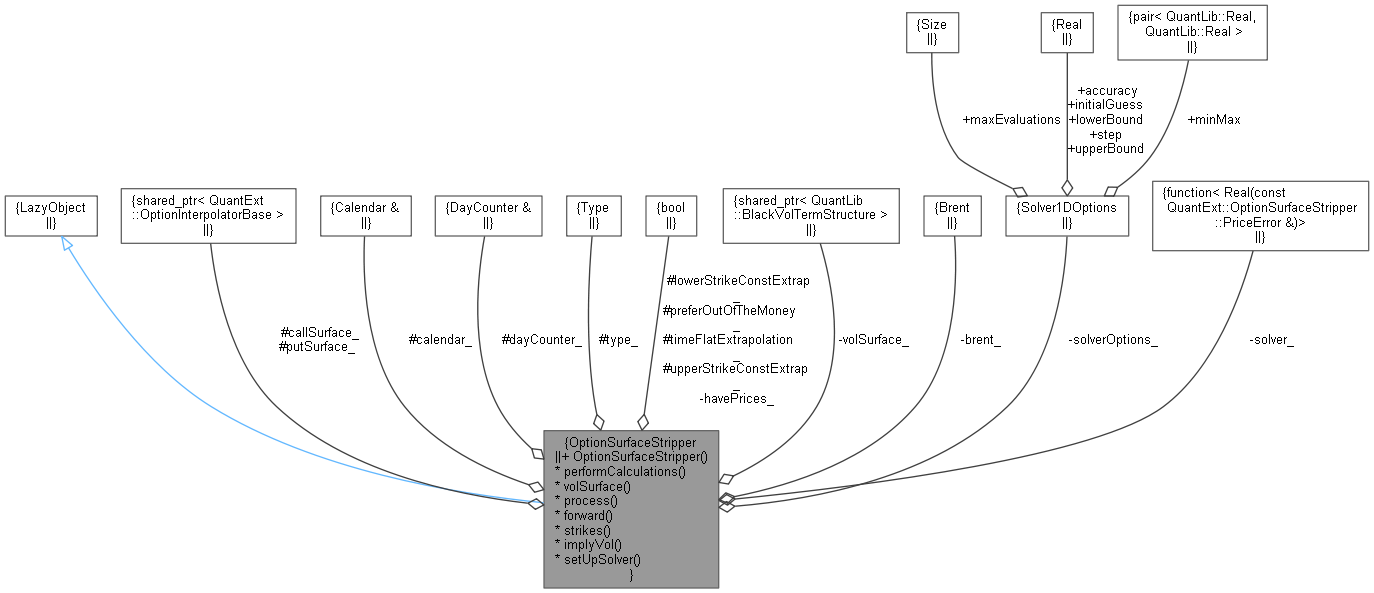 {Size
||}
{Real
||}
{pair< QuantLib::Real,
QuantLib::Real >
||}
+maxEvaluations
+accuracy
+initialGuess
+lowerBound
+step
+upperBound
+minMax
{LazyObject
||}
{shared_ptr< QuantExt
::OptionInterpolatorBase >
||}
{Calendar &
||}
{DayCounter &
||}
{Type
||}
{bool
||}
{shared_ptr< QuantLib
::BlackVolTermStructure >
||}
{Brent
||}
{Solver1DOptions
||}
{function< Real(const
QuantExt::OptionSurfaceStripper
::PriceError &)>
||}
#callSurface_
#putSurface_
#calendar_
#dayCounter_
#type_
#lowerStrikeConstExtrap
_
#preferOutOfTheMoney
_
#timeFlatExtrapolation
_
#upperStrikeConstExtrap
_
-havePrices_
-volSurface_
-brent_
-solverOptions_
-solver_
{OptionSurfaceStripper
||+ OptionSurfaceStripper()
* performCalculations()
* volSurface()
* process()
* forward()
* strikes()
* implyVol()
* setUpSolver()
}